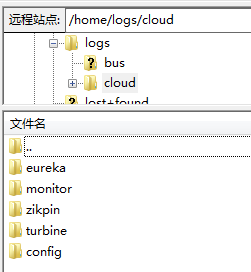 远程站点: /home/logs/cloud
logs
bus
cloud
lost+found
文件名
..
eureka
monitor
zikpin
turbine
config